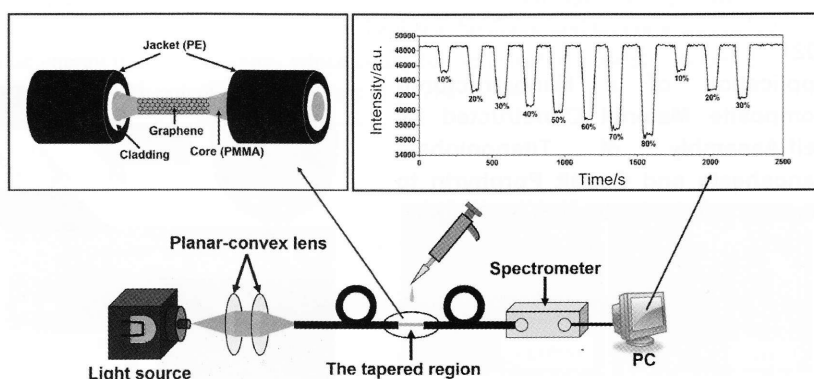 Jacket (PE)
Graphene
Core (PMMA)
Cladding
Intensity/a.u.
50000
48000
46000
44000
42000
40000
38000
36000
34000
10%
20%
30%
40%
50%
60%
70%
80%
10%
20%
30%
0
500
1000
1500
2000
2500
Time/s
Planar-convex lens
Spectrometer
Light source
The tapered region
PC